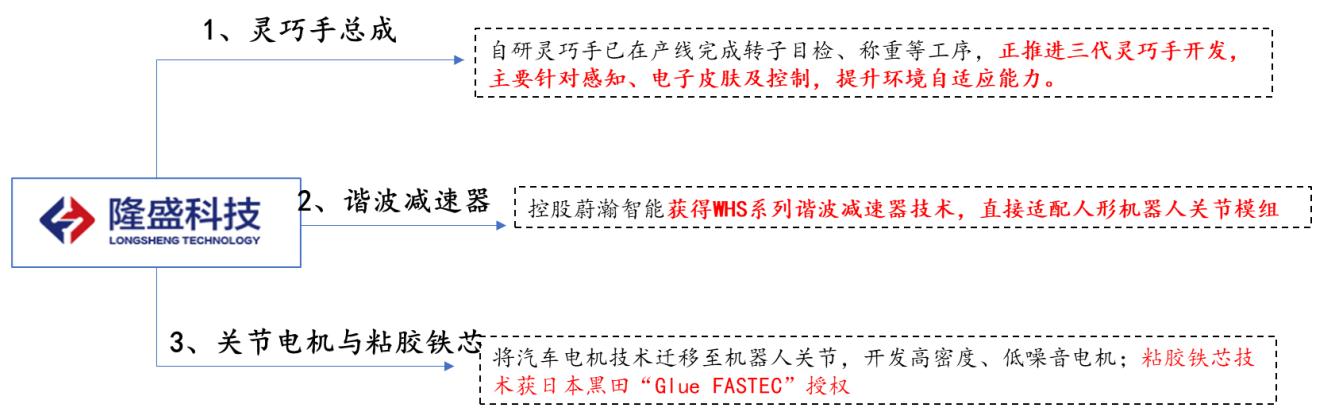 1、灵巧手总成
自研灵巧手已在产线完成转子目检、称重等工序，正推进三代灵巧手开发，
主要针对感知、电子皮肤及控制，提升环境自适应能力。
隆盛科技
LONGSHENG TECHNOLOGY
2、谐波减速器
控股蔚瀚智能获得WHS系列谐波减速器技术，直接适配人形机器人关节模组
3、关节电机与粘胶铁芯
将汽车电机技术迁移至机器人关节，开发高密度、低噪音电机；粘胶铁芯技
术获日本黑田“Glue FASTEC”授权